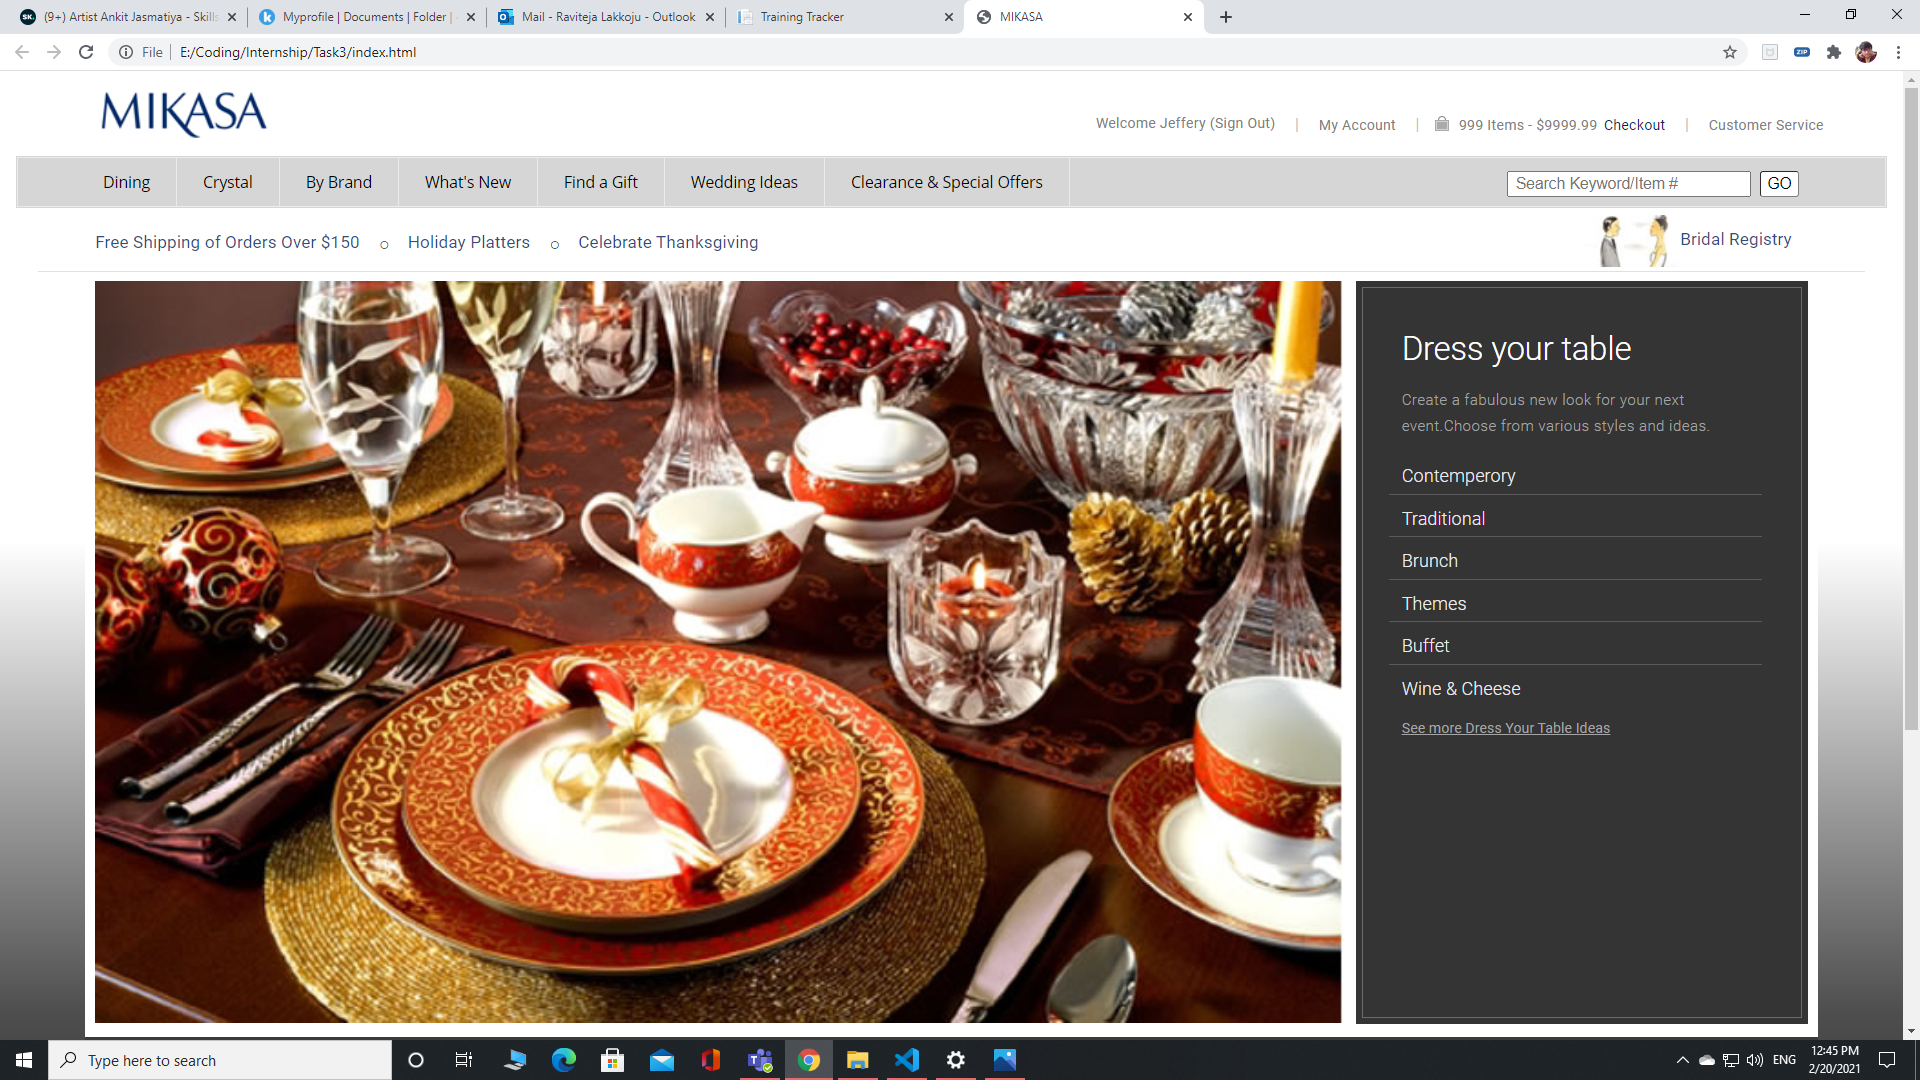 (9+) Artist Ankit Jasmatiya - Skills
Myprofile | Documents | Folder |
Mail - Raviteja Lakkoju - Outlook
Training Tracker
MIKASA
File
E:/Coding/Internship/Task3/index.html
ZIP
MIKASA
Welcome Jeffery (Sign Out) | My Account | 999 Items - $9999.99 Checkout | Customer Service
Dining
Crystal
By Brand
What's New
Find a Gift
Wedding Ideas
Clearance & Special Offers
Search Keyword/Item #
GO
Free Shipping of Orders Over $150 o Holiday Platters o Celebrate Thanksgiving
Bridal Registry
Dress your table
Create a fabulous new look for your next
event.Choose from various styles and ideas.
Contemperory
Traditional
Brunch
Themes
Buffet
Wine & Cheese
See more Dress Your Table Ideas
Type here to search
ENG
12:45 PM
2/20/2021